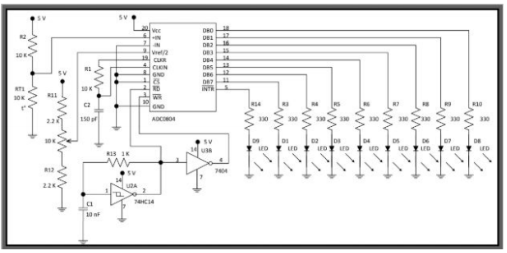 5 V
R2
10 K
RT1
10 K
t°
5 V
R11
2.2 K
10 K
R12
2.2 K
R1
10 K
C2
150 pf
20 Vcc
6 +IN
7 -IN
9 Vref/2
19 CLKR
4 CLKIN
8 GND
1 CS
2 RD
3 WR
10 GND
ADC0804
DB0 18
DB1 17
DB2 16
DB3 15
DB4 14
DB5 13
DB6 12
DB7 11
INTR 5
R14 R3 R4 R5 R6 R7 R8 R9 R10
330 330 330 330 330 330 330 330 330
D9 LED D1 LED D2 LED D3 LED D4 LED D5 LED D6 LED D7 LED D8 LED
R13 1 K
5 V
14
U2A
1 2
7
74HC14
C1
10 nF
5 V
14 U3B
3 4
7404
7